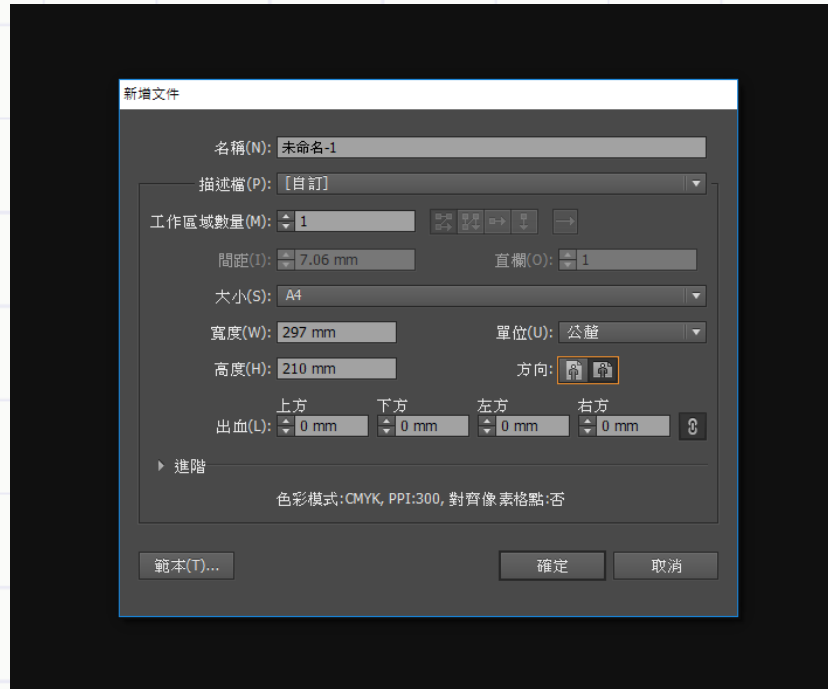 新增文件
名稱(N): 未命名-1
描述檔(P): [自訂]
工作區域數量(M): 1
間距(I): 7.06 mm 直欄(O): 1
大小(S): A4
寬度(W): 297 mm 單位(U): 公釐
高度(H): 210 mm 方向:
上方 下方 左方 右方
出血(L): 0 mm 0 mm 0 mm 0 mm
進階
色彩模式:CMYK, PPI:300, 對齊像素格點:否
範本(T)... 確定 取消